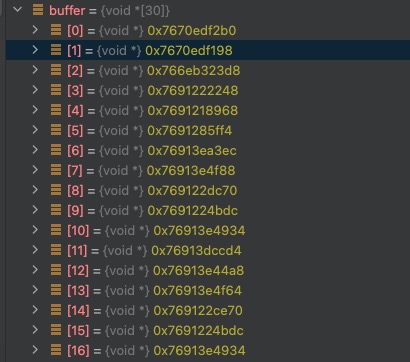 buffer = {void *[30]}
[0] = {void *} 0x7670edf2b0
[1] = {void *} 0x7670edf198
[2] = {void *} 0x766eb323d8
[3] = {void *} 0x7691222248
[4] = {void *} 0x7691218968
[5] = {void *} 0x7691285ff4
[6] = {void *} 0x76913ea3ec
[7] = {void *} 0x76913e4f88
[8] = {void *} 0x769122dc70
[9] = {void *} 0x7691224bdc
[10] = {void *} 0x76913e4934
[11] = {void *} 0x76913dccd4
[12] = {void *} 0x76913e44a8
[13] = {void *} 0x76913e4f64
[14] = {void *} 0x769122ce70
[15] = {void *} 0x7691224bdc
[16] = {void *} 0x76913e4934